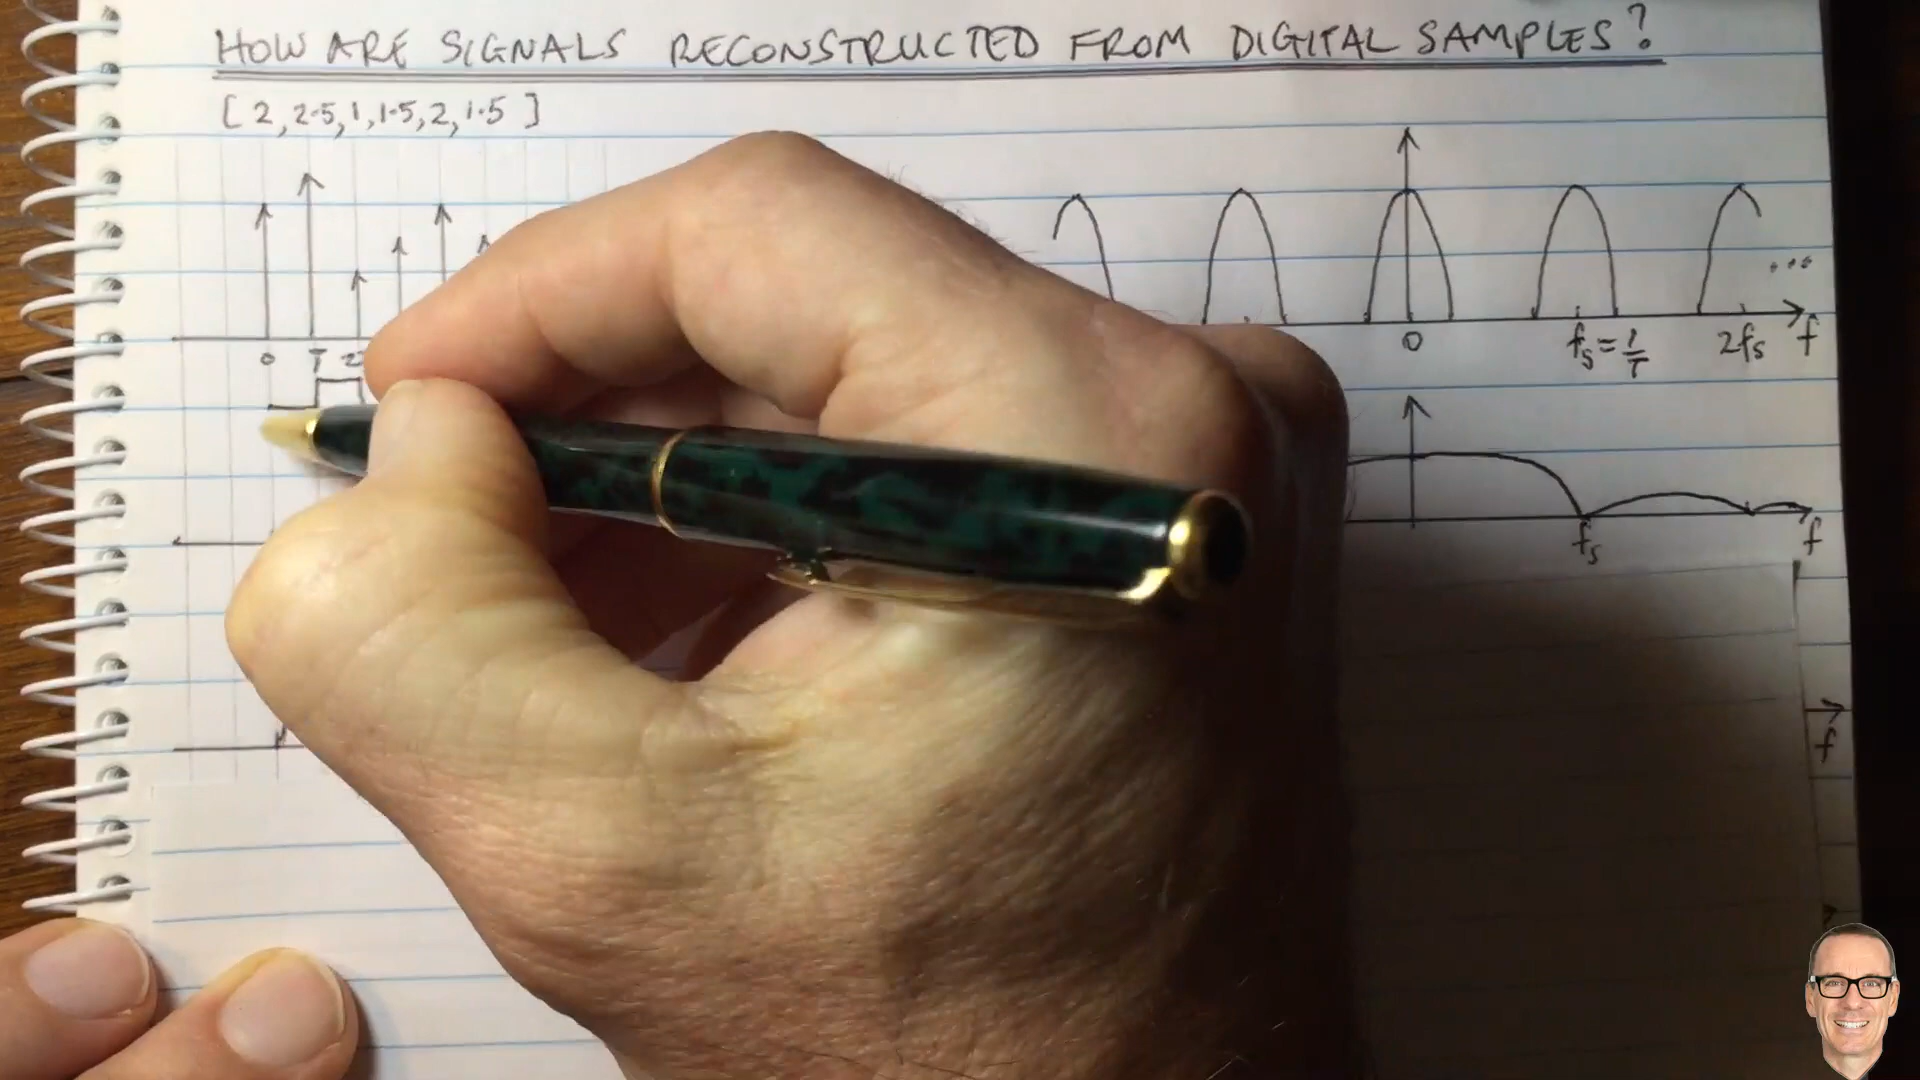 HOW ARE SIGNALS RECONSTRUCTED FROM DIGITAL SAMPLES?
[ 2, 2.5, 1, 1.5, 2, 1.5 ]
0 T 2
0 fs = 1/T 2fs f
fs f
f